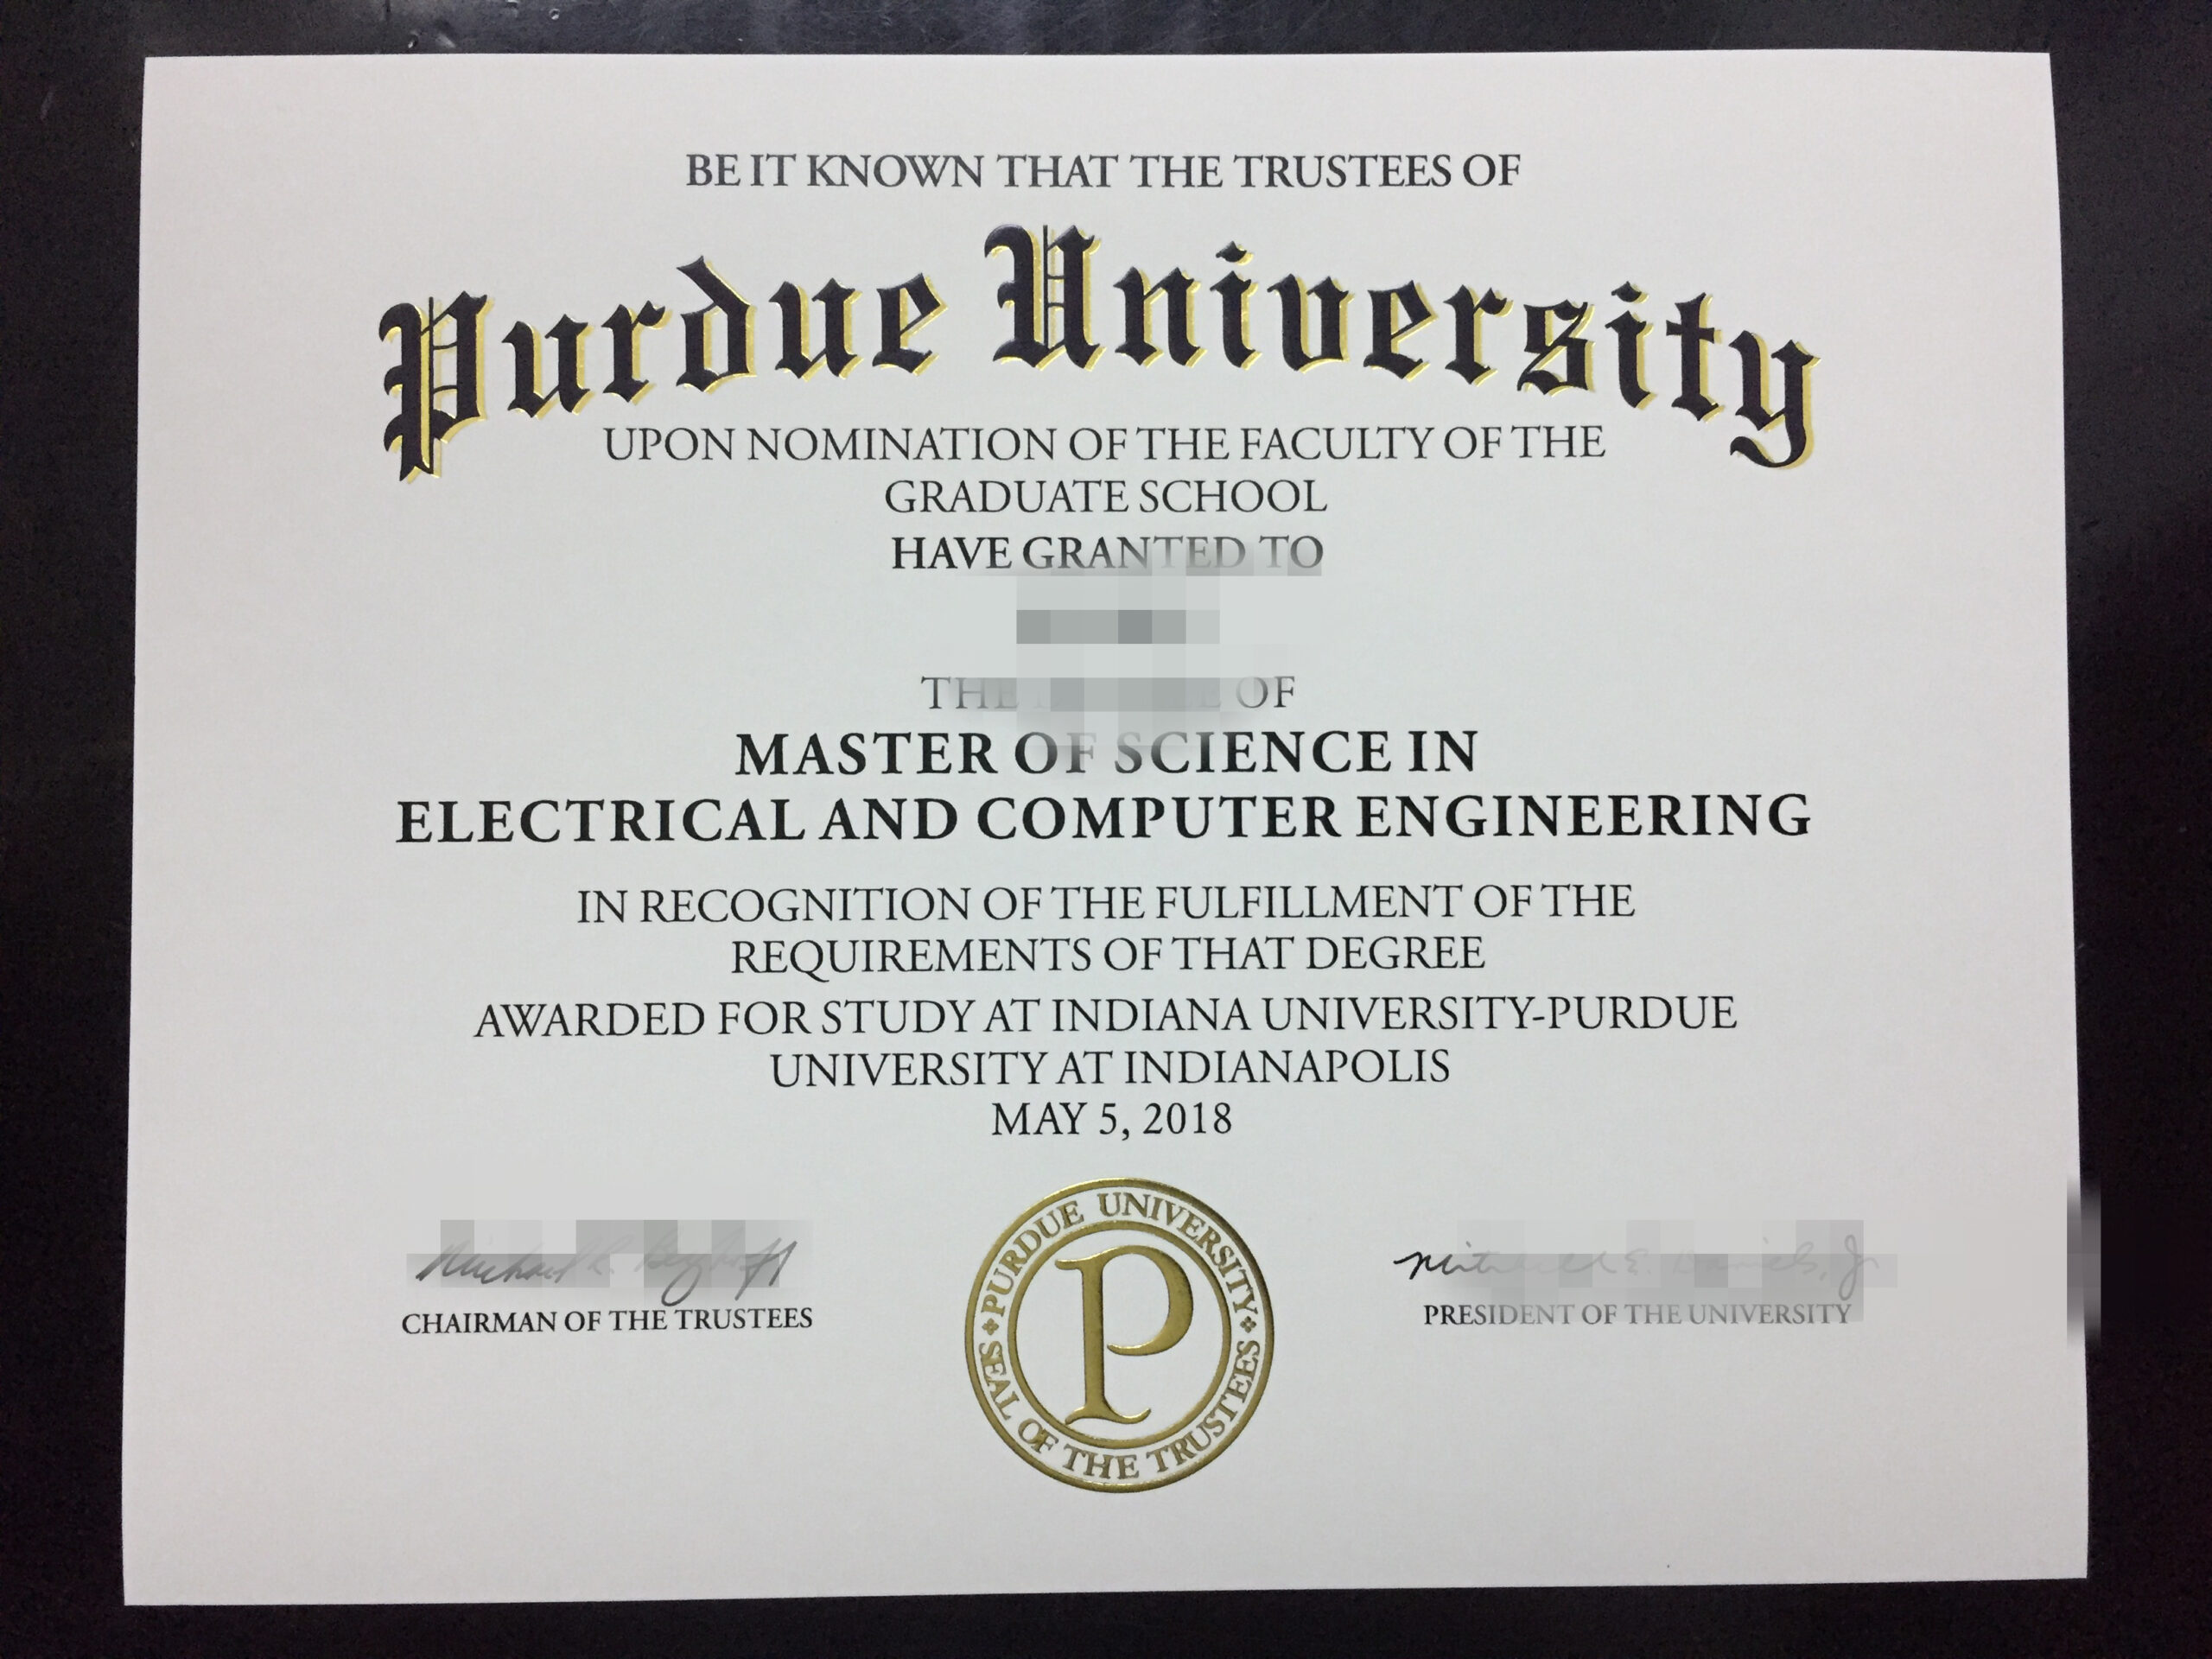 BE IT KNOWN THAT THE TRUSTEES OF
Purdue University
UPON NOMINATION OF THE FACULTY OF THE
GRADUATE SCHOOL
HAVE GRANTED TO
THE OF
MASTER OF SCIENCE IN
ELECTRICAL AND COMPUTER ENGINEERING
IN RECOGNITION OF THE FULFILLMENT OF THE
REQUIREMENTS OF THAT DEGREE
AWARDED FOR STUDY AT INDIANA UNIVERSITY-PURDUE
UNIVERSITY AT INDIANAPOLIS
MAY 5, 2018
CHAIRMAN OF THE TRUSTEES
PURDUE UNIVERSITY
P
SEAL OF THE TRUSTEES
PRESIDENT OF THE UNIVERSITY